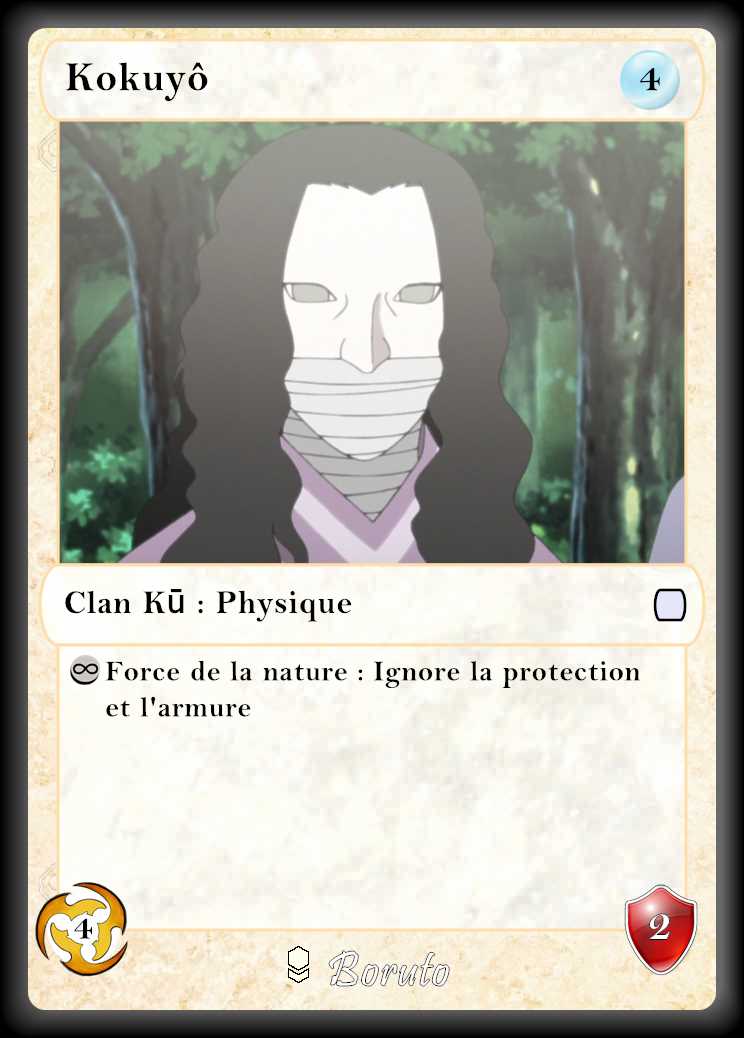 Kokuyô
4
Clan Kū : Physique
Force de la nature : Ignore la protection
et l'armure
4
2
Boruto